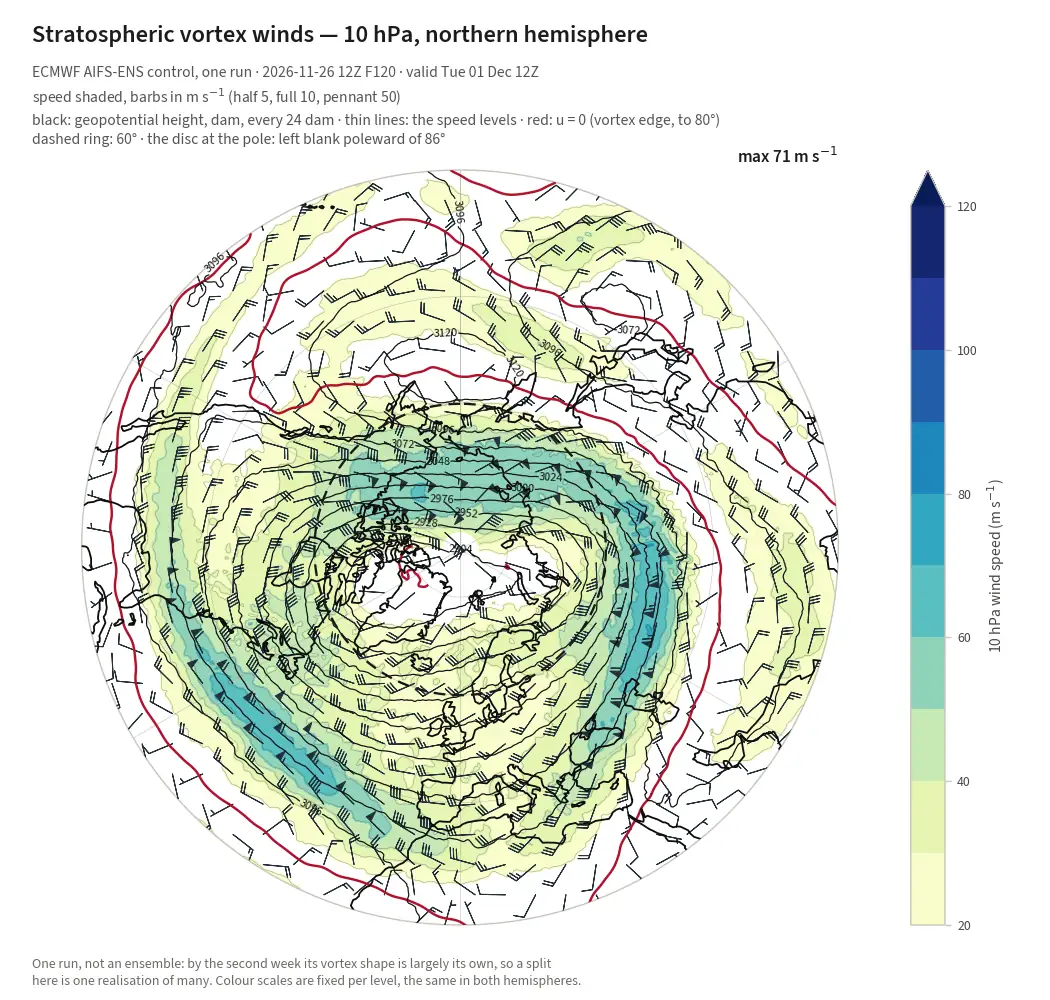 Stratospheric vortex winds — 10 hPa, northern hemisphere
ECMWF AIFS-ENS control, one run · 2026-11-26 12Z F120 · valid Tue 01 Dec 12Z
speed shaded, barbs in m s⁻¹ (half 5, full 10, pennant 50)
black: geopotential height, dam, every 24 dam · thin lines: the speed levels · red: u = 0 (vortex edge, to 80°)
dashed ring: 60° · the disc at the pole: left blank poleward of 86°
max 71 m s⁻¹
120
100
80
60
40
20
10 hPa wind speed (m s⁻¹)
3096
3096
3072
3120
3096
3120
3072
3048
3024
2976
2952
2928
3096
One run, not an ensemble: by the second week its vortex shape is largely its own, so a split
here is one realisation of many. Colour scales are fixed per level, the same in both hemispheres.